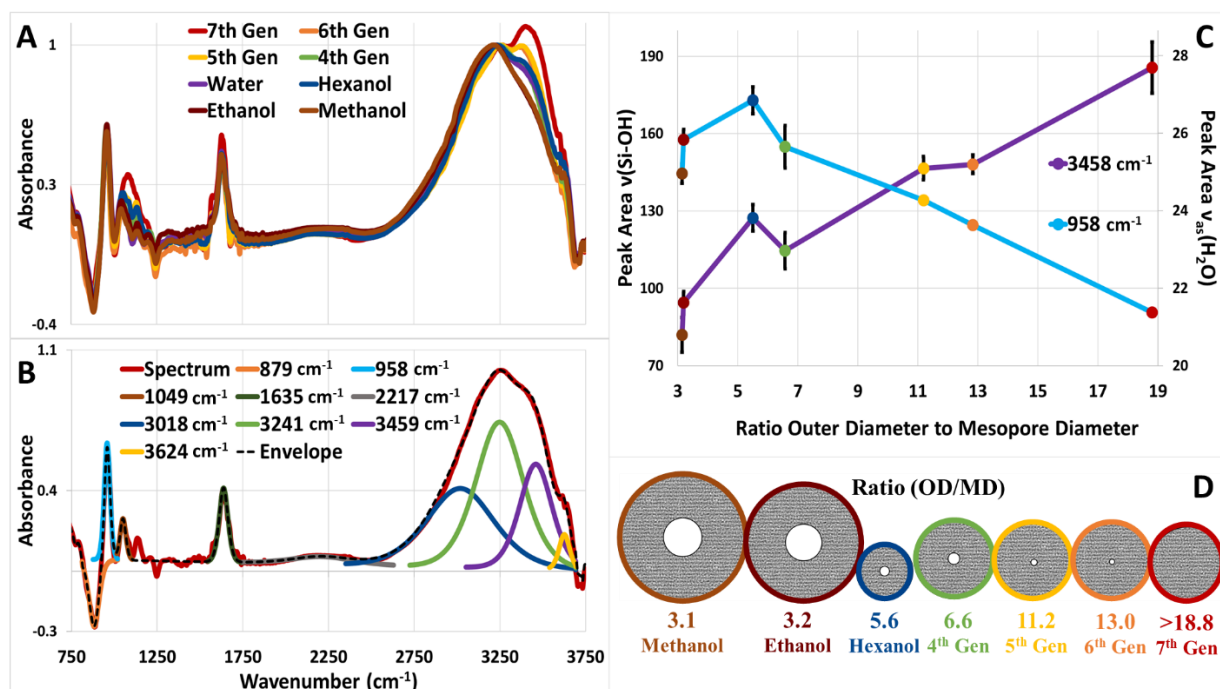 A
7th Gen 6th Gen
5th Gen 4th Gen
Water Hexanol
Ethanol Methanol
1
0.3
-0.4
Absorbance
B
Spectrum 879 cm-1 958 cm-1
1049 cm-1 1635 cm-1 2217 cm-1
3018 cm-1 3241 cm-1 3459 cm-1
3624 cm-1 Envelope
1.1
0.4
-0.3
Absorbance
750 1250 1750 2250 2750 3250 3750
Wavenumber (cm-1)
C
190
160
130
100
70
Peak Area v(Si-OH)
28
26
24
22
20
Peak Area vas(H2O)
3458 cm-1
958 cm-1
3 5 7 9 11 13 15 17 19
Ratio Outer Diameter to Mesopore Diameter
D
Ratio (OD/MD)
3.1 3.2 5.6 6.6 11.2 13.0 >18.8
Methanol Ethanol Hexanol 4th Gen 5th Gen 6th Gen 7th Gen